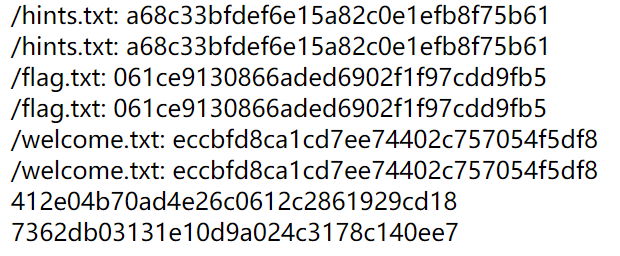 /hints.txt: a68c33bfdef6e15a82c0e1efb8f75b61
/hints.txt: a68c33bfdef6e15a82c0e1efb8f75b61
/flag.txt: 061ce9130866aded6902f1f97cdd9fb5
/flag.txt: 061ce9130866aded6902f1f97cdd9fb5
/welcome.txt: eccbfd8ca1cd7ee74402c757054f5df8
/welcome.txt: eccbfd8ca1cd7ee74402c757054f5df8
412e04b70ad4e26c0612c2861929cd18
7362db03131e10d9a024c3178c140ee7